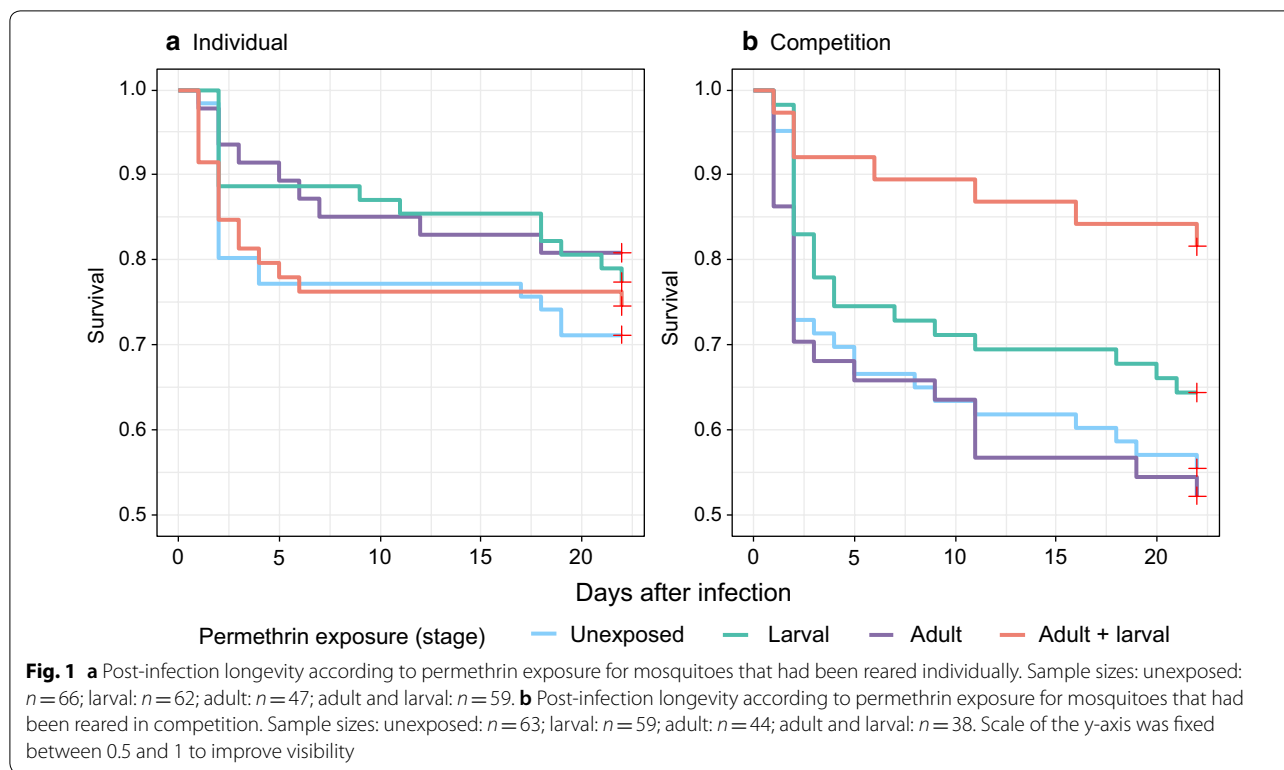 a Individual
b Competition
1.0
0.9
0.8
0.7
0.6
0.5
Survival
0 5 10 15 20
1.0
0.9
0.8
0.7
0.6
0.5
Survival
0 5 10 15 20
Days after infection
Permethrin exposure (stage) Unexposed Larval Adult Adult + larval
Fig. 1 a Post-infection longevity according to permethrin exposure for mosquitoes that had been reared individually. Sample sizes: unexposed:
n = 66; larval: n = 62; adult: n = 47; adult and larval: n = 59. b Post-infection longevity according to permethrin exposure for mosquitoes that had
been reared in competition. Sample sizes: unexposed: n = 63; larval: n = 59; adult: n = 44; adult and larval: n = 38. Scale of the y-axis was fixed
between 0.5 and 1 to improve visibility